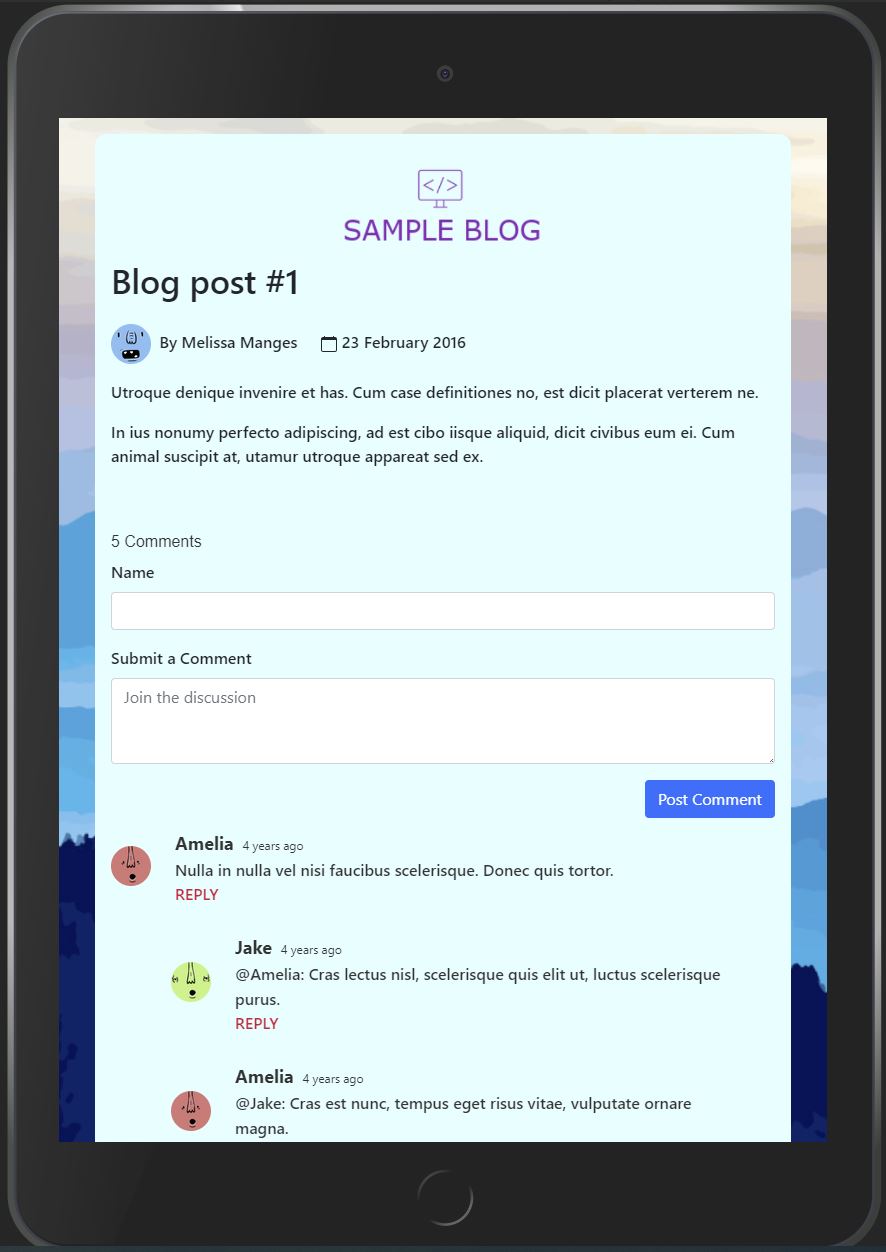 </>
SAMPLE BLOG
Blog post #1
By Melissa Manges 23 February 2016
Utroque denique invenire et has. Cum case definitiones no, est dicit placerat verterem ne.
In ius nonumy perfecto adipiscing, ad est cibo iisque aliquid, dicit civibus eum ei. Cum
animal suscipit at, utamur utroque appareat sed ex.
5 Comments
Name
Submit a Comment
Join the discussion
Post Comment
Amelia 4 years ago
Nulla in nulla vel nisi faucibus scelerisque. Donec quis tortor.
REPLY
Jake 4 years ago
@Amelia: Cras lectus nisl, scelerisque quis elit ut, luctus scelerisque
purus.
REPLY
Amelia 4 years ago
@Jake: Cras est nunc, tempus eget risus vitae, vulputate ornare
magna.